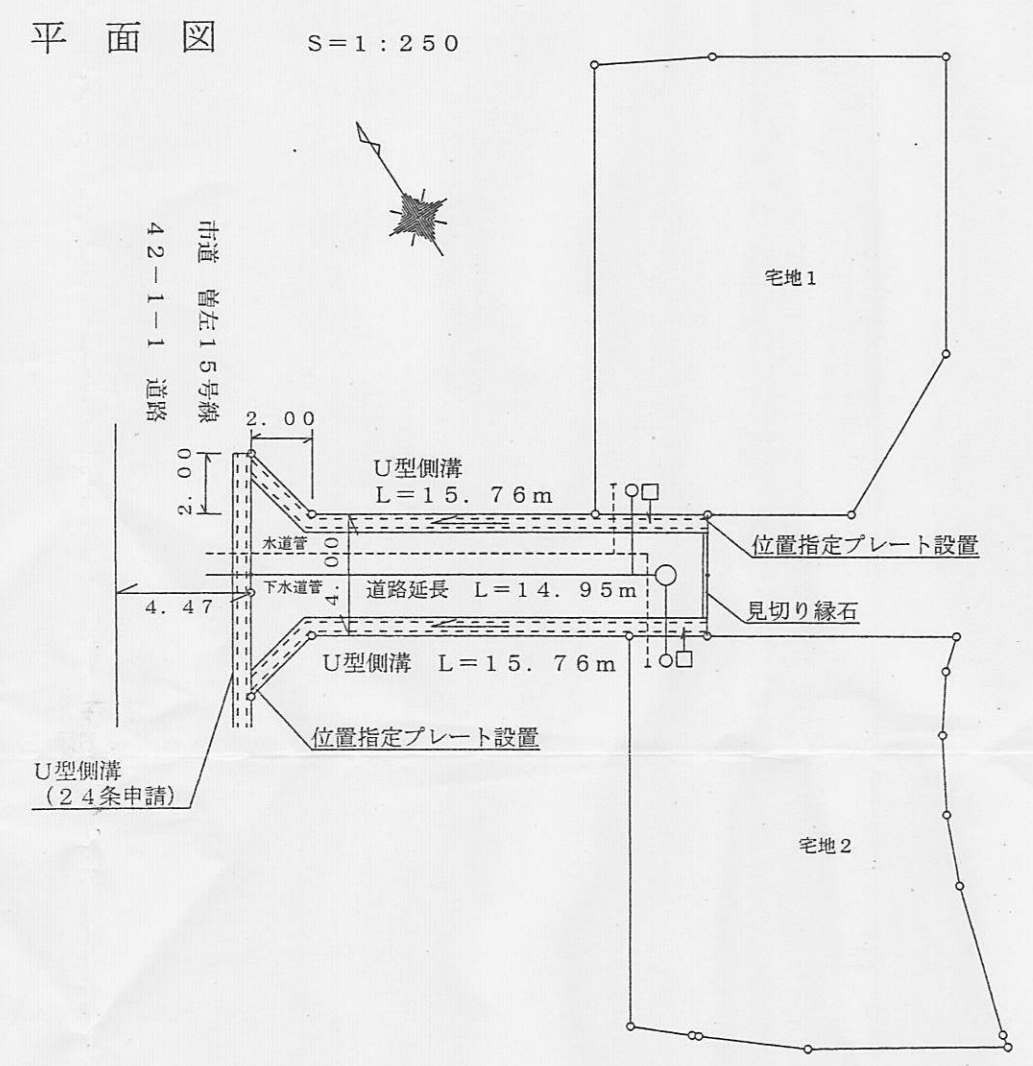 平面図
S=1:250
市道 曽左15号線
42-1-1 道路
宅地1
2.00
2.00
U型側溝
L=15.76m
位置指定プレート設置
水道管
4.00
下水道管
道路延長 L=14.95m
4.47
見切り縁石
U型側溝 L=15.76m
位置指定プレート設置
U型側溝
(24条申請)
宅地2